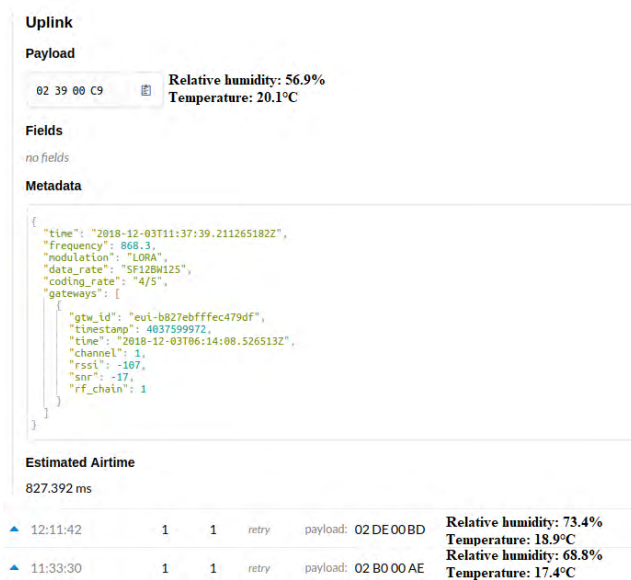 Uplink
Payload
02 39 00 C9
Relative humidity: 56.9%
Temperature: 20.1°C
Fields
no fields
Metadata
{
"time": "2018-12-03T11:37:39.211265182Z",
"frequency": 868.3,
"modulation": "LORA",
"data_rate": "SF12BW125",
"coding_rate": "4/5",
"gateways": [
{
"gtw_id": "eui-b827ebfffec479df",
"timestamp": 4037599972,
"time": "2018-12-03T06:14:08.526513Z",
"channel": 1,
"rssi": -107,
"snr": -17,
"rf_chain": 1
}
]
}
Estimated Airtime
827.392 ms
12:11:42 1 1 retry payload: 02 DE 00 BD Relative humidity: 73.4%
Temperature: 18.9°C
11:33:30 1 1 retry payload: 02 B0 00 AE Relative humidity: 68.8%
Temperature: 17.4°C